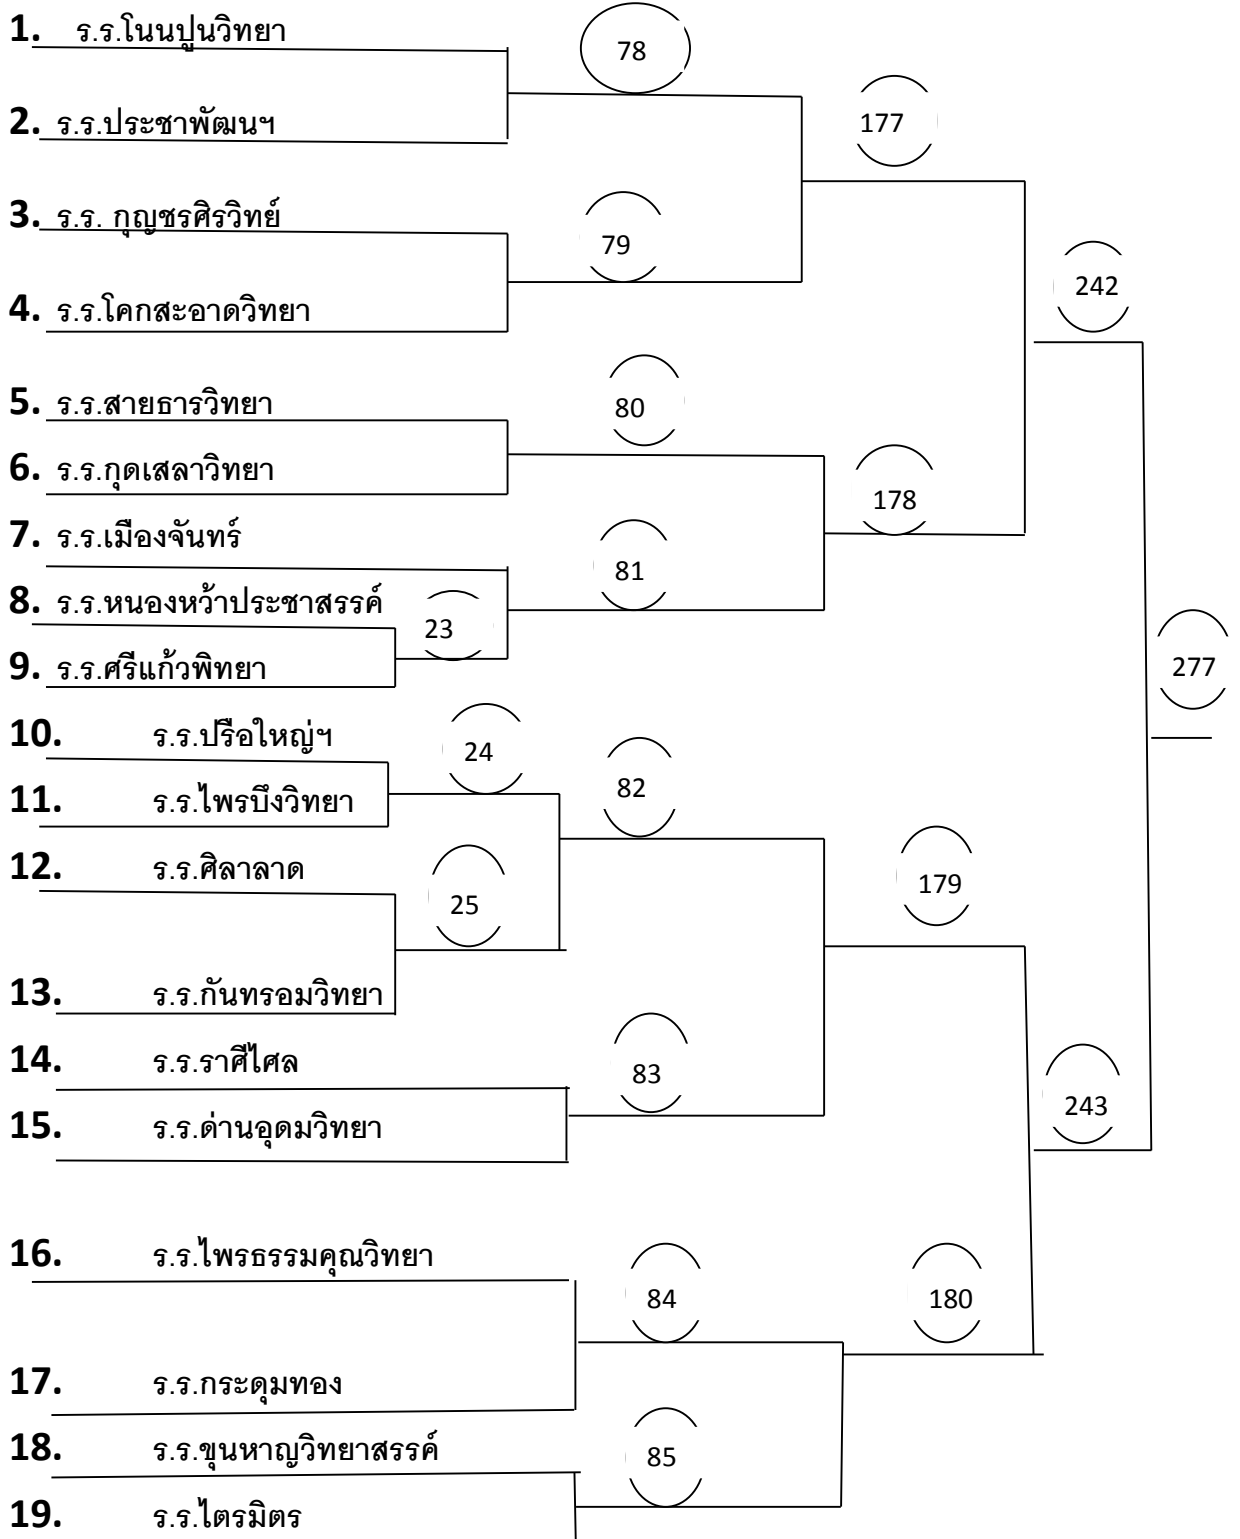 1. ร.ร.โนนปูนวิทยา
78
2. ร.ร.ประชาพัฒนฯ
177
3. ร.ร. กุญชรศิรวิทย์
79
242
4. ร.ร.โคกสะอาดวิทยา
5. ร.ร.สายธารวิทยา
80
6. ร.ร.กุดเสลาวิทยา
178
7. ร.ร.เมืองจันทร์
81
8. ร.ร.หนองหว้าประชาสรรค์
23
9. ร.ร.ศรีแก้วพิทยา
277
10. ร.ร.ปรือใหญ่ฯ
24
82
11. ร.ร.ไพรบึงวิทยา
12. ร.ร.ศิลาลาด
179
25
13. ร.ร.กันทรอมวิทยา
14. ร.ร.ราศีไศล
83
243
15. ร.ร.ด่านอุดมวิทยา
16. ร.ร.ไพรธรรมคุณวิทยา
84
180
17. ร.ร.กระดุมทอง
18. ร.ร.ขุนหาญวิทยาสรรค์
85
19. ร.ร.ไตรมิตร